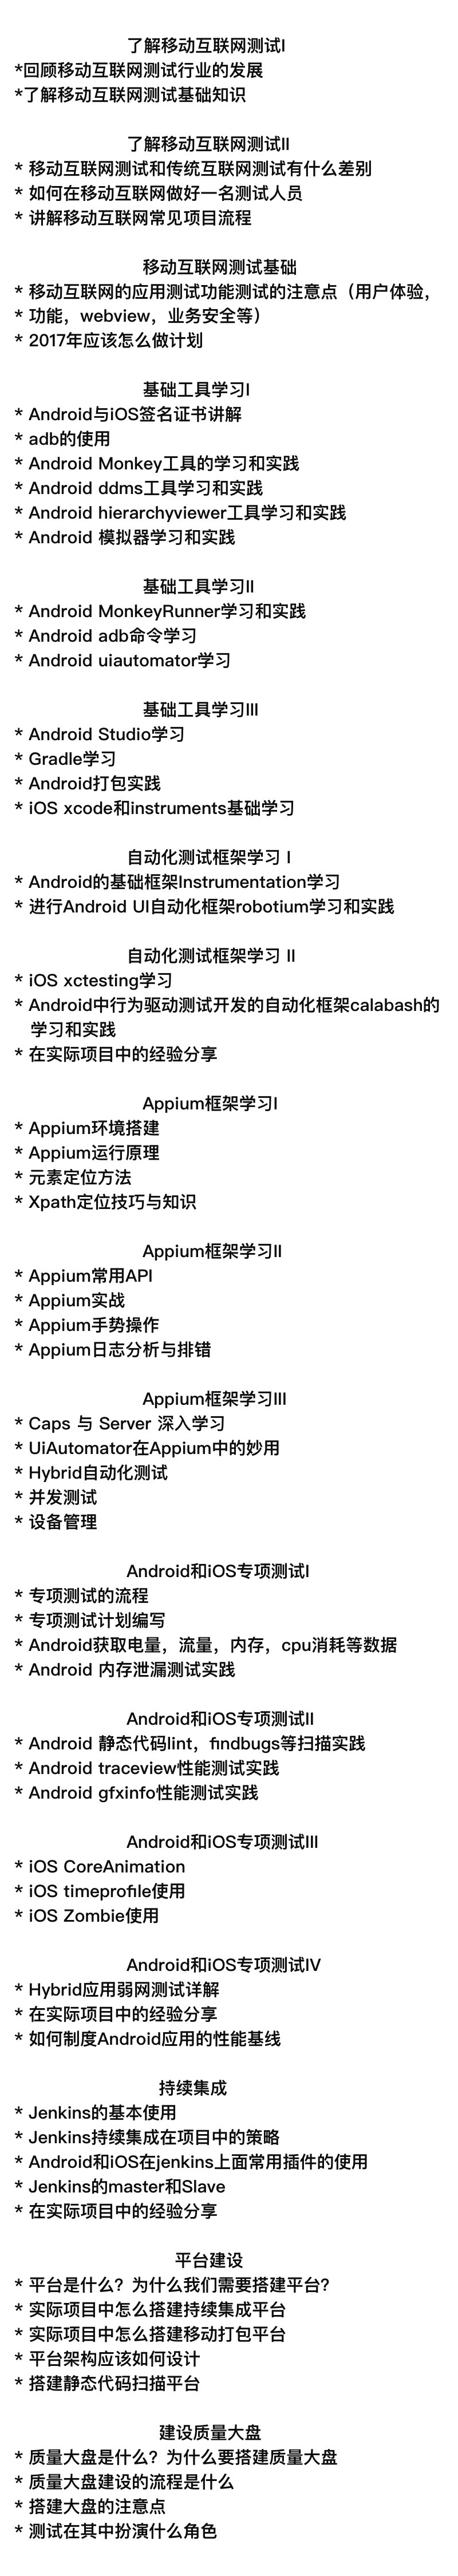 了解移动互联网测试I
*回顾移动互联网测试行业的发展
*了解移动互联网测试基础知识
了解移动互联网测试II
* 移动互联网测试和传统互联网测试有什么差别
* 如何在移动互联网做好一名测试人员
* 讲解移动互联网常见项目流程
移动互联网测试基础
* 移动互联网的应用测试功能测试的注意点（用户体验，
* 功能，webview，业务安全等）
* 2017年应该怎么做计划
基础工具学习I
* Android与iOS签名证书讲解
* adb的使用
* Android Monkey工具的学习和实践
* Android ddms工具学习和实践
* Android hierarchyviewer工具学习和实践
* Android 模拟器学习和实践
基础工具学习II
* Android MonkeyRunner学习和实践
* Android adb命令学习
* Android uiautomator学习
基础工具学习III
* Android Studio学习
* Gradle学习
* Android打包实践
* iOS xcode和instruments基础学习
自动化测试框架学习 I
* Android的基础框架Instrumentation学习
* 进行Android UI自动化框架robotium学习和实践
自动化测试框架学习 II
* iOS xctesting学习
* Android中行为驱动测试开发的自动化框架calabash的
学习和实践
* 在实际项目中的经验分享
Appium框架学习I
* Appium环境搭建
* Appium运行原理
* 元素定位方法
* Xpath定位技巧与知识
Appium框架学习II
* Appium常用API
* Appium实战
* Appium手势操作
* Appium日志分析与排错
Appium框架学习III
* Caps 与 Server 深入学习
* UiAutomator在Appium中的妙用
* Hybrid自动化测试
* 并发测试
* 设备管理
Android和iOS专项测试I
* 专项测试的流程
* 专项测试计划编写
* Android获取电量，流量，内存，cpu消耗等数据
* Android 内存泄漏测试实践
Android和iOS专项测试II
* Android 静态代码lint，findbugs等扫描实践
* Android traceview性能测试实践
* Android gfxinfo性能测试实践
Android和iOS专项测试III
* iOS CoreAnimation
* iOS timeprofile使用
* iOS Zombie使用
Android和iOS专项测试IV
* Hybrid应用弱网测试详解
* 在实际项目中的经验分享
* 如何制度Android应用的性能基线
持续集成
* Jenkins的基本使用
* Jenkins持续集成在项目中的策略
* Android和iOS在jenkins上面常用插件的使用
* Jenkins的master和Slave
* 在实际项目中的经验分享
平台建设
* 平台是什么？为什么我们需要搭建平台？
* 实际项目中怎么搭建持续集成平台
* 实际项目中怎么搭建移动打包平台
* 平台架构应该如何设计
* 搭建静态代码扫描平台
建设质量大盘
* 质量大盘是什么？为什么要搭建质量大盘
* 质量大盘建设的流程是什么
* 搭建大盘的注意点
* 测试在其中扮演什么角色